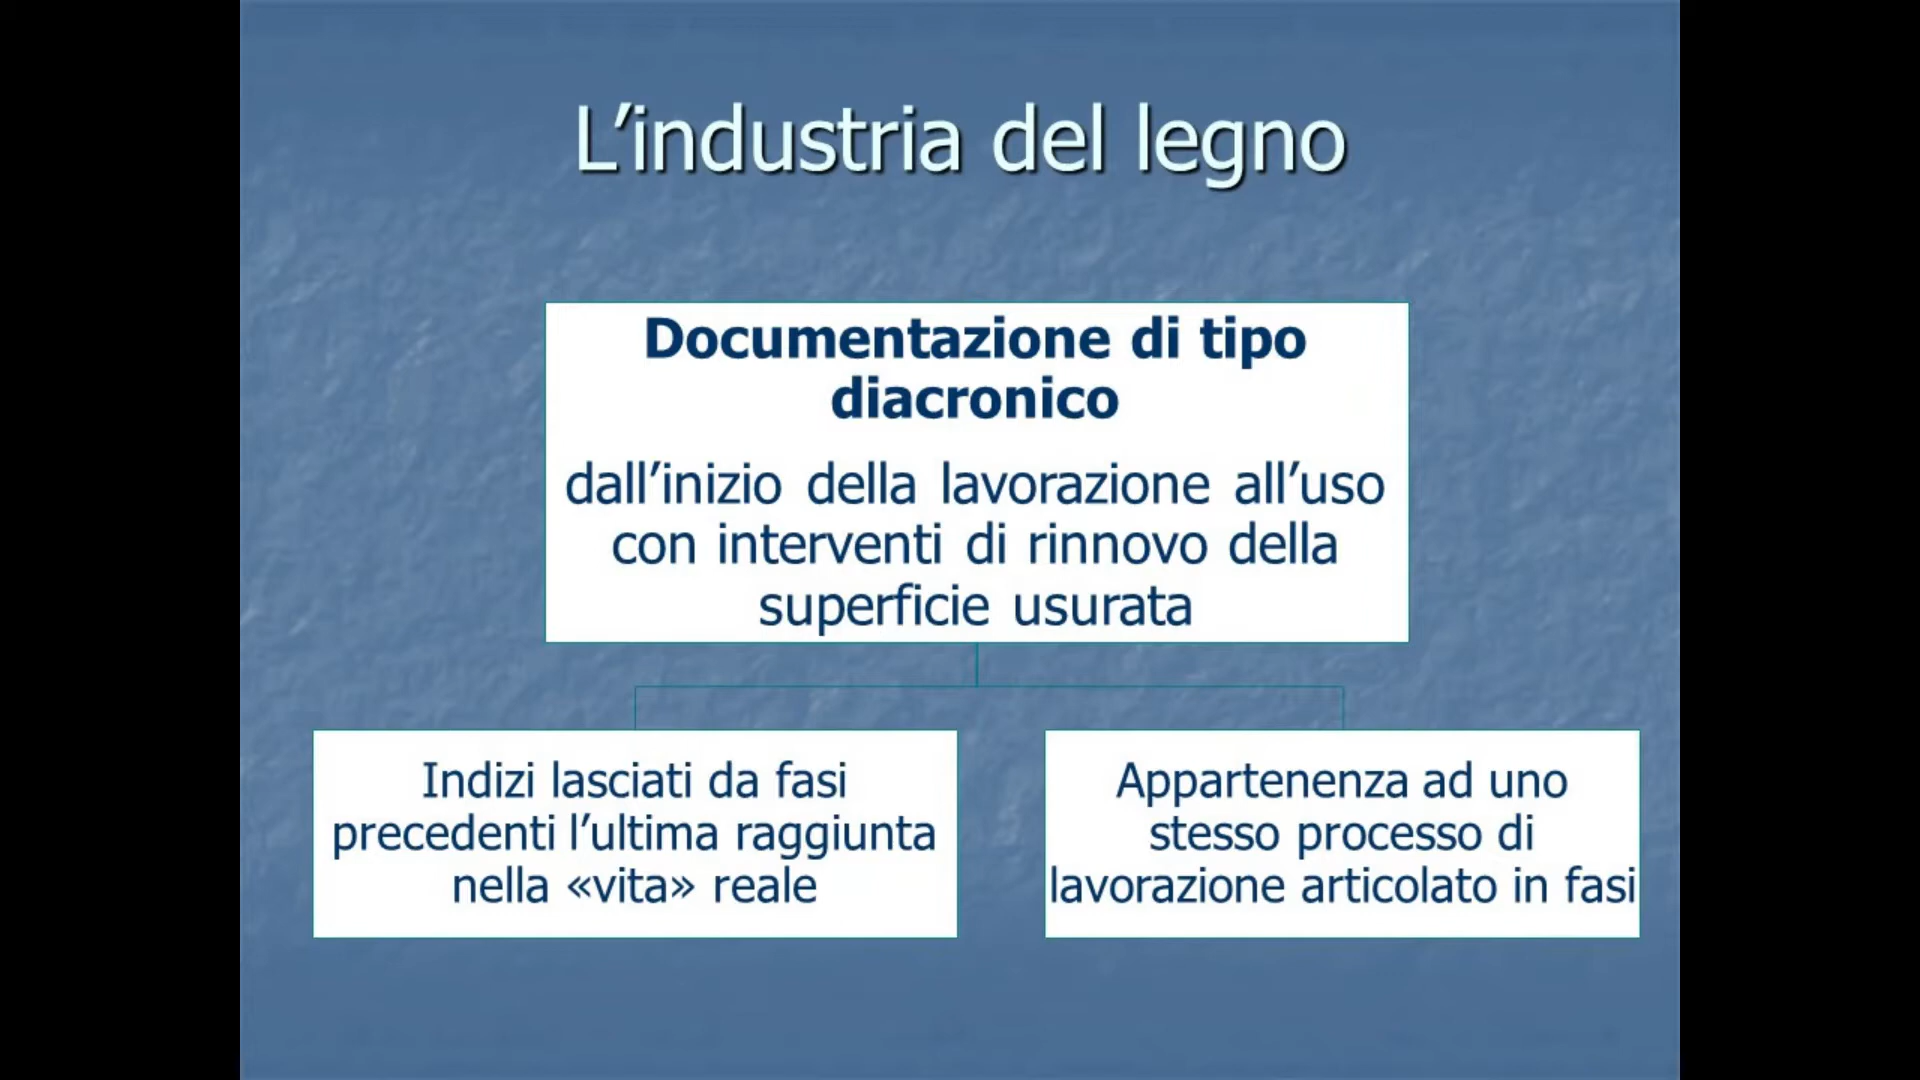 L’industria del legno
Documentazione di tipo
diacronico
dall’inizio della lavorazione all’uso
con interventi di rinnovo della
superficie usurata
Indizi lasciati da fasi
precedenti l’ultima raggiunta
nella «vita» reale
Appartenenza ad uno
stesso processo di
lavorazione articolato in fasi